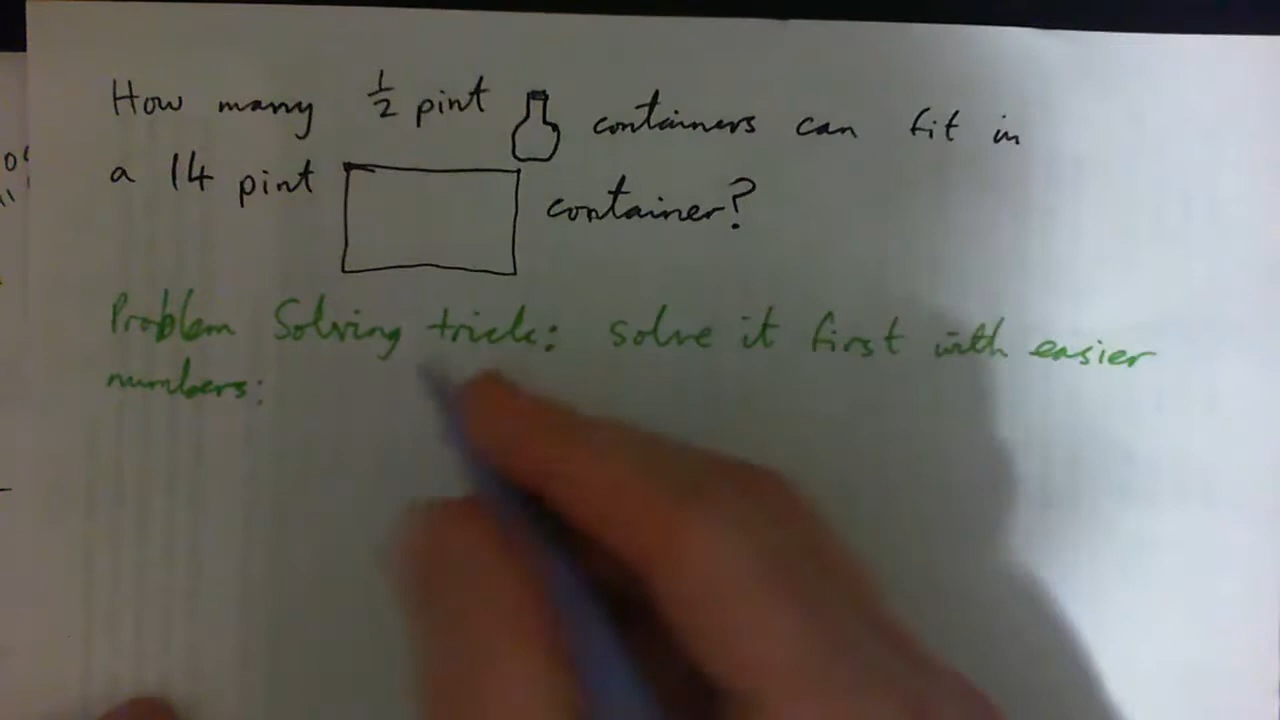 How many ½ pint containers can fit in
a 14 pint container?
Problem Solving trick: solve it first with easier
numbers: